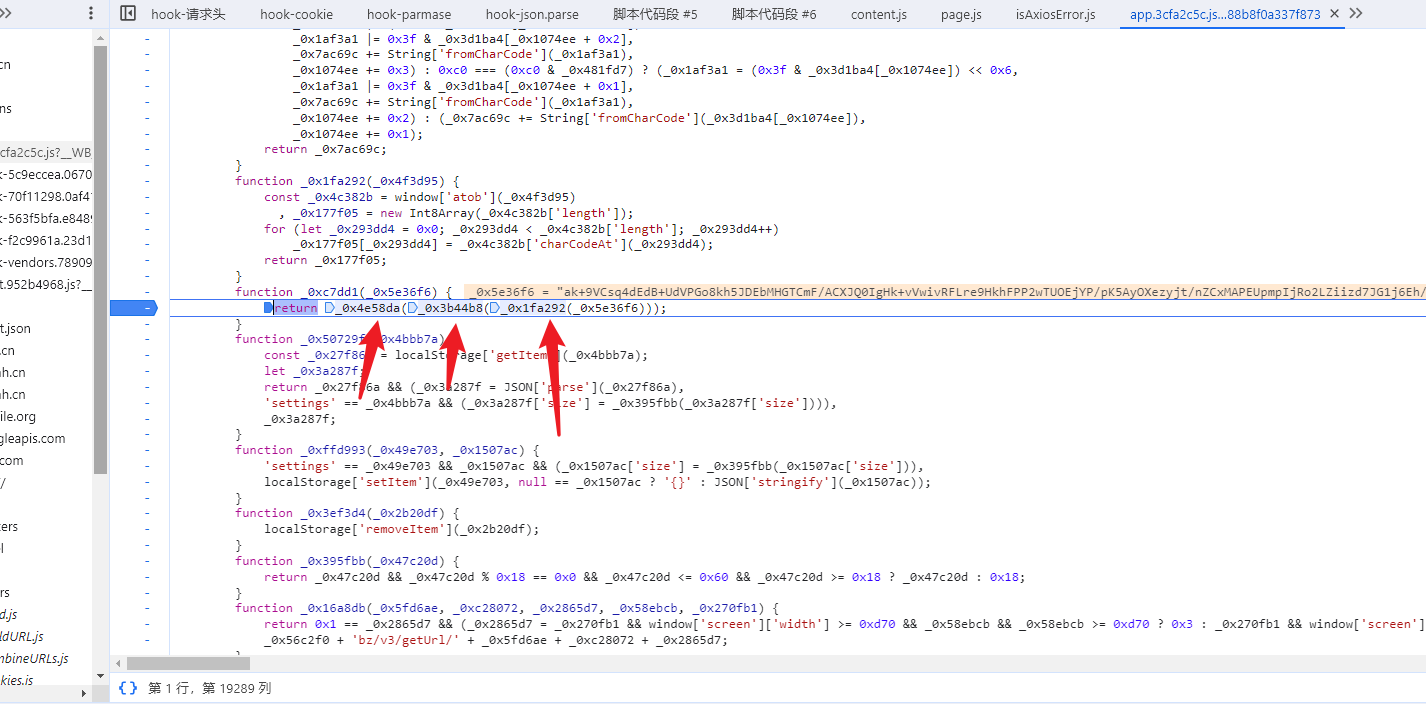 hook-请求头 hook-cookie hook-parmase hook-json.parse 脚本代码段 #5 脚本代码段 #6 content.js page.js isAxiosError.js app.3cfa2c5c.js...88b8f0a337f873
_0x1af3a1 |= 0x3f & _0x3d1ba4[_0x1074ee + 0x2],
_0x7ac69c += String['fromCharCode'](_0x1af3a1),
_0x1074ee += 0x3) : 0xc0 === (0xc0 & _0x481fd7) ? (_0x1af3a1 = (0x3f & _0x3d1ba4[_0x1074ee]) << 0x6,
_0x1af3a1 |= 0x3f & _0x3d1ba4[_0x1074ee + 0x1],
_0x7ac69c += String['fromCharCode'](_0x1af3a1),
_0x1074ee += 0x2) : (_0x7ac69c += String['fromCharCode'](_0x3d1ba4[_0x1074ee]),
_0x1074ee += 0x1);
return _0x7ac69c;
}
function _0x1fa292(_0x4f3d95) {
const _0x4c382b = window['atob'](_0x4f3d95)
, _0x177f05 = new Int8Array(_0x4c382b['length']);
for (let _0x293dd4 = 0x0; _0x293dd4 < _0x4c382b['length']; _0x293dd4++)
_0x177f05[_0x293dd4] = _0x4c382b['charCodeAt'](_0x293dd4);
return _0x177f05;
}
function _0xc7dd1(_0x5e36f6) { _0x5e36f6 = "ak+9VCsq4dEdB+UdVPGo8kh5JDEbMHGTCmF/ACXJQ0IgHk+vVwivRFLre9HkhFPP2wTUOEjYP/pK5AyOXezyjt/nZCxMAPEUpmpIjRo2LZiizd7JG1j6Eh/
return _0x4e58da(_0x3b44b8(_0x1fa292(_0x5e36f6)));
}
function _0x50729f _0x4bbb7a)
const _0x27f86 = localStorage['getItem'](_0x4bbb7a);
let _0x3a287f;
return _0x27f86a && (_0x3a287f = JSON['parse'](_0x27f86a),
'settings' == _0x4bbb7a && (_0x3a287f['size'] = _0x395fbb(_0x3a287f['size']))),
_0x3a287f;
}
function _0xffd993(_0x49e703, _0x1507ac) {
'settings' == _0x49e703 && _0x1507ac && (_0x1507ac['size'] = _0x395fbb(_0x1507ac['size'])),
localStorage['setItem'](_0x49e703, null == _0x1507ac ? '{}' : JSON['stringify'](_0x1507ac));
}
function _0x3ef3d4(_0x2b20df) {
localStorage['removeItem'](_0x2b20df);
}
function _0x395fbb(_0x47c20d) {
return _0x47c20d && _0x47c20d % 0x18 == 0x0 && _0x47c20d <= 0x60 && _0x47c20d >= 0x18 ? _0x47c20d : 0x18;
}
function _0x16a8db(_0x5fd6ae, _0xc28072, _0x2865d7, _0x58ebcb, _0x270fb1) {
return 0x1 == _0x2865d7 && (_0x2865d7 = _0x270fb1 && window['screen']['width'] >= 0xd70 && _0x58ebcb && _0x58ebcb >= 0xd70 ? 0x3 : _0x270fb1 && window['screen']
_0x56c2f0 + 'bz/v3/getUrl/' + _0x5fd6ae + _0xc28072 + _0x2865d7;
cn
ns
cfa2c5c.js?__WB
k-5c9eccea.0670
k-70f11298.0af4
k-563f5bfa.e848
k-f2c9961a.23d1
k-vendors.78909
t.952b4968.js?__
t.json
.cn
ah.cn
ah.cn
ile.org
gleapis.com
.com
/
ters
ol
rs
d.js
ldURL.js
mbineURLs.js
kies.js
{} 第 1 行，第 19289 列